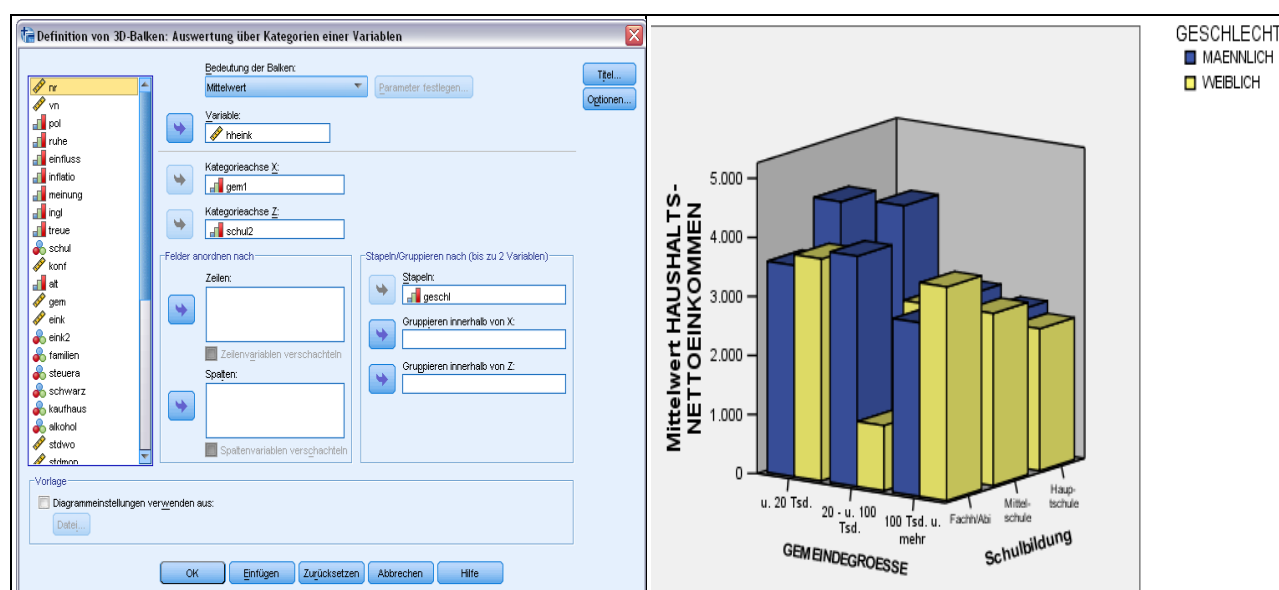 Definition von 3D-Balken: Auswertung über Kategorien einer Variablen
nr
vn
pol
ruhe
einfluss
inflatio
meinung
ingl
treue
schul
konf
alt
gem
eink
eink2
familien
steuera
schwarz
kaufhaus
alkohol
stdwo
stdmon
Bedeutung der Balken:
Mittelwert
Parameter festlegen...
Variable:
hheink
Kategorieachse X:
gem1
Kategorieachse Z:
schul2
Titel...
Optionen...
Felder anordnen nach
Zeilen:
Zeilenvariablen verschachteln
Spalten:
Spaltenvariablen verschachteln
Stapeln/Gruppieren nach (bis zu 2 Variablen)
Stapeln:
geschl
Gruppieren innerhalb von X:
Gruppieren innerhalb von Z:
Vorlage
Diagrammeinstellungen verwenden aus:
Datei...
OK
Einfügen
Zurücksetzen
Abbrechen
Hilfe
GESCHLECHT
MAENNLICH
WEIBLICH
Mittelwert HAUSHALTS-
NETTOEINKOMMEN
5.000
4.000
3.000
2.000
1.000
0
u. 20 Tsd.
20 - u. 100
Tsd.
100 Tsd. u.
mehr
GEMEINDEGROESSE
Fachh/Abi
Mittel-
schule
Haup-
tschule
Schulbildung